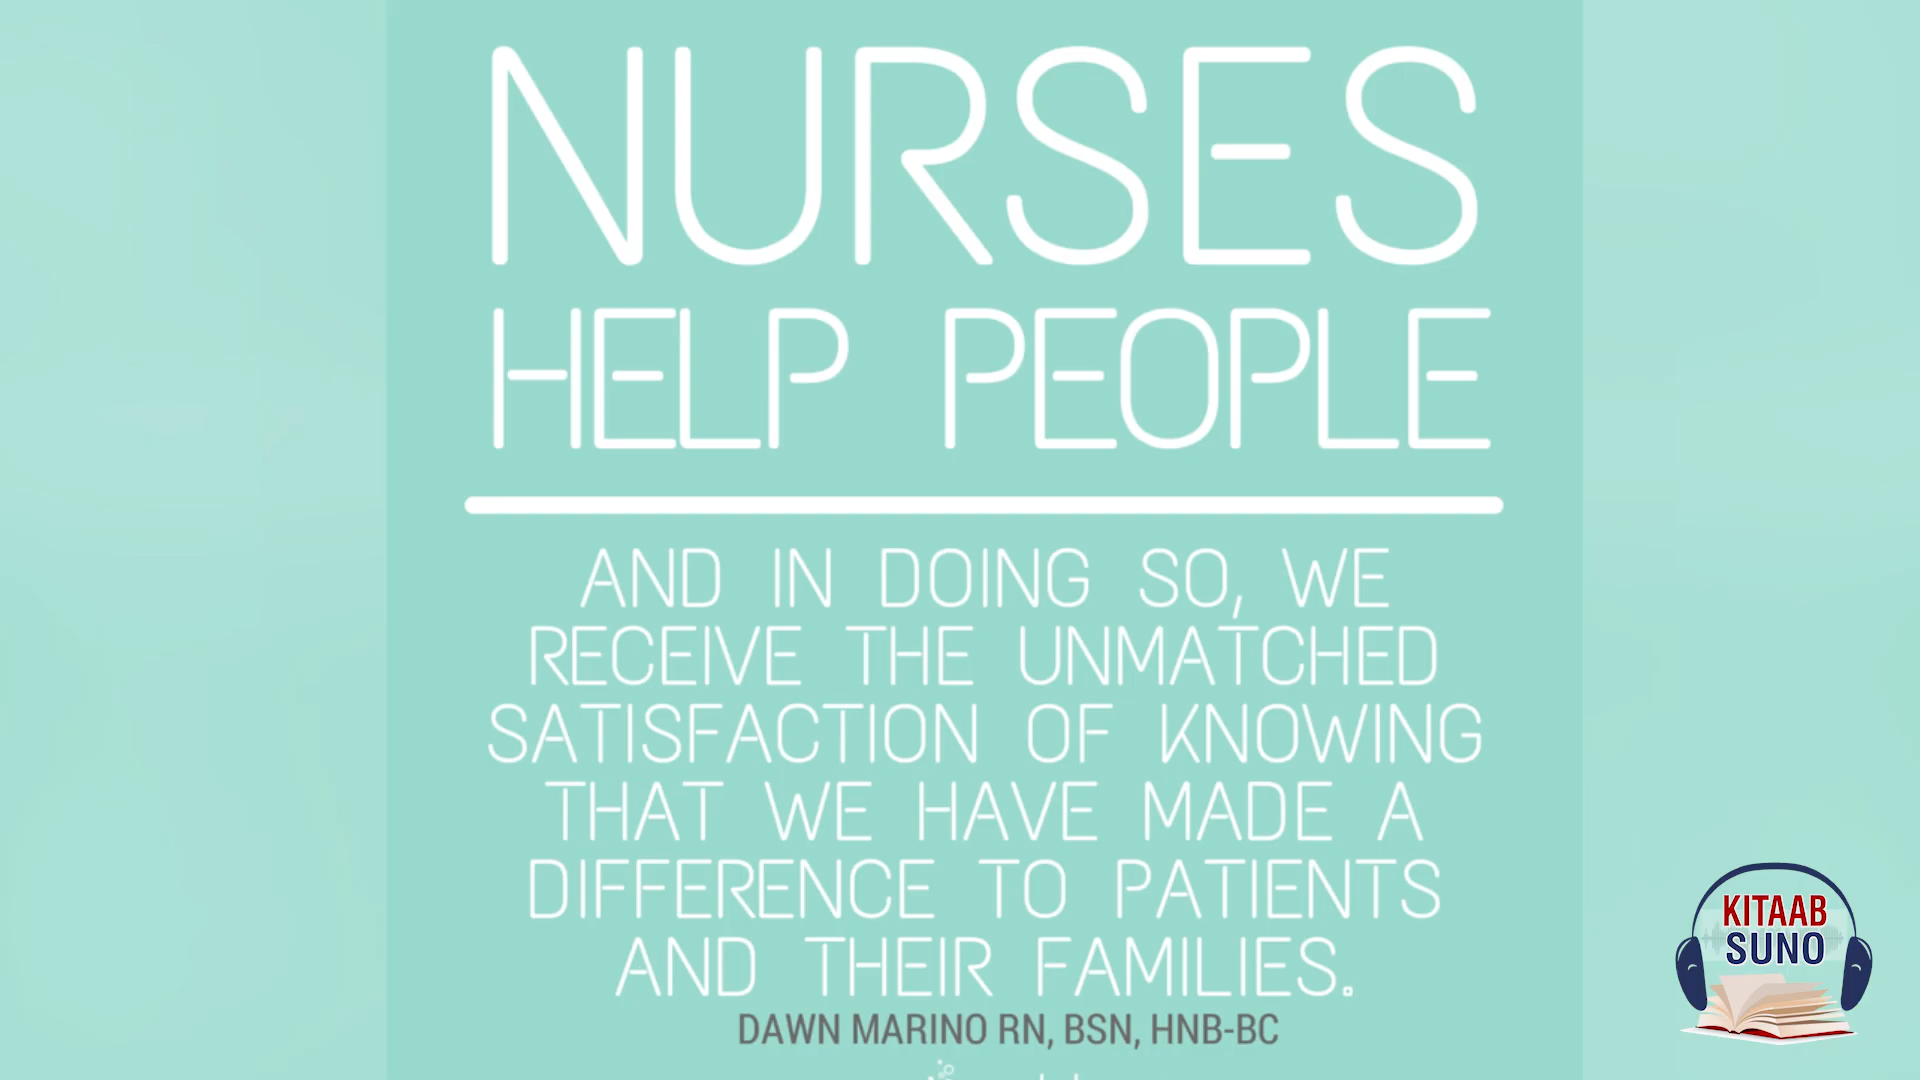 NURSES
HELP PEOPLE
AND IN DOING SO, WE
RECEIVE THE UNMATCHED
SATISFACTION OF KNOWING
THAT WE HAVE MADE A
DIFFERENCE TO PATIENTS
AND THEIR FAMILIES.
DAWN MARINO RN, BSN, HNB-BC
KITAAB
SUNO